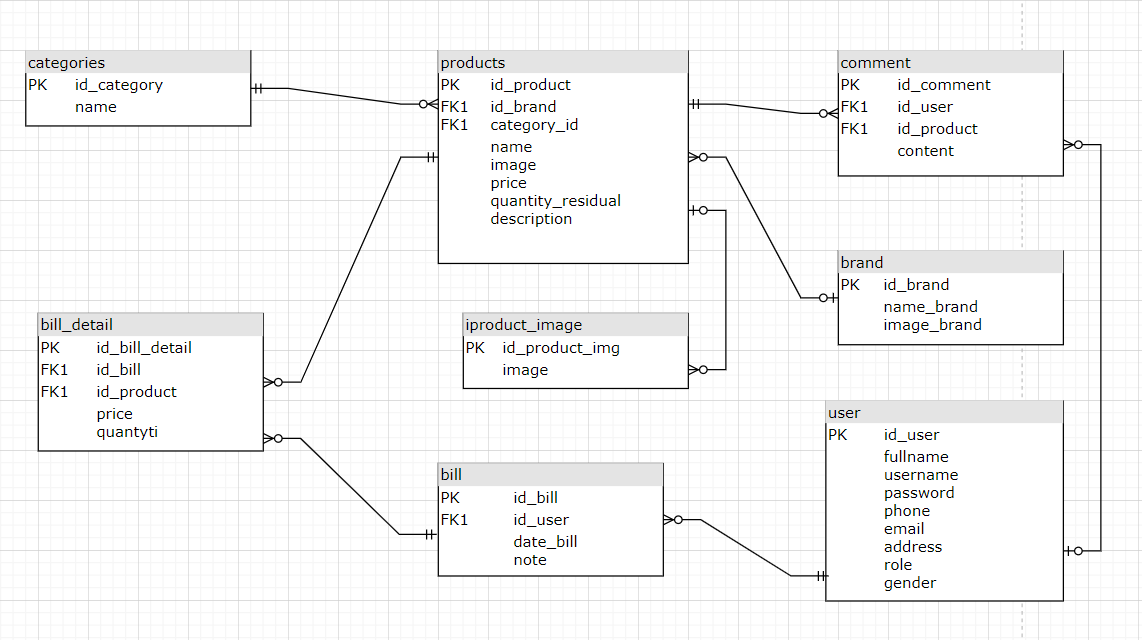 categories
PK id_category
name
products
PK id_product
FK1 id_brand
FK1 category_id
name
image
price
quantity_residual
description
comment
PK id_comment
FK1 id_user
FK1 id_product
content
brand
PK id_brand
name_brand
image_brand
bill_detail
PK id_bill_detail
FK1 id_bill
FK1 id_product
price
quantyti
iproduct_image
PK id_product_img
image
bill
PK id_bill
FK1 id_user
date_bill
note
user
PK id_user
fullname
username
password
phone
email
address
role
gender